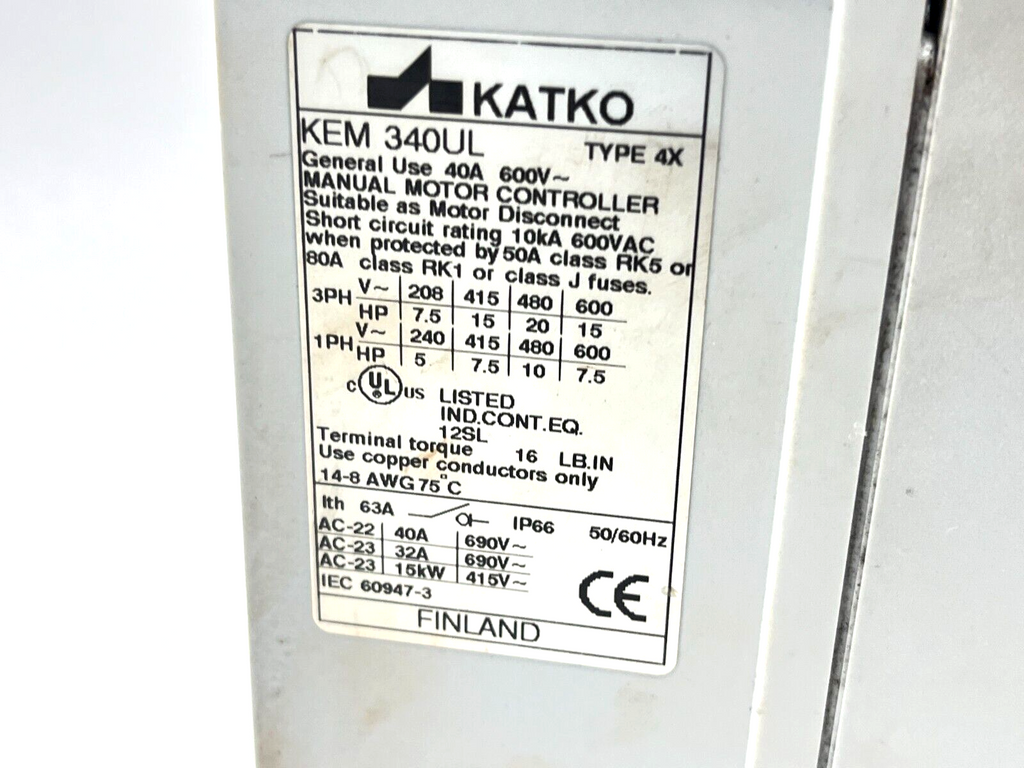 KATKO
KEM 340UL TYPE 4X
General Use 40A 600V~
MANUAL MOTOR CONTROLLER
Suitable as Motor Disconnect
Short circuit rating 10kA 600VAC
when protected by 50A class RK5 or
80A class RK1 or class J fuses.
3PH V~ 208 415 480 600
HP 7.5 15 20 15
1PH V~ 240 415 480 600
HP 5 7.5 10 7.5
C UL US LISTED
IND.CONT.EQ.
12SL
Terminal torque 16 LB.IN
Use copper conductors only
14-8 AWG 75°C
Ith 63A IP66 50/60Hz
AC-22 40A 690V~
AC-23 32A 690V~
AC-23 15kW 415V~
IEC 60947-3 CE
FINLAND